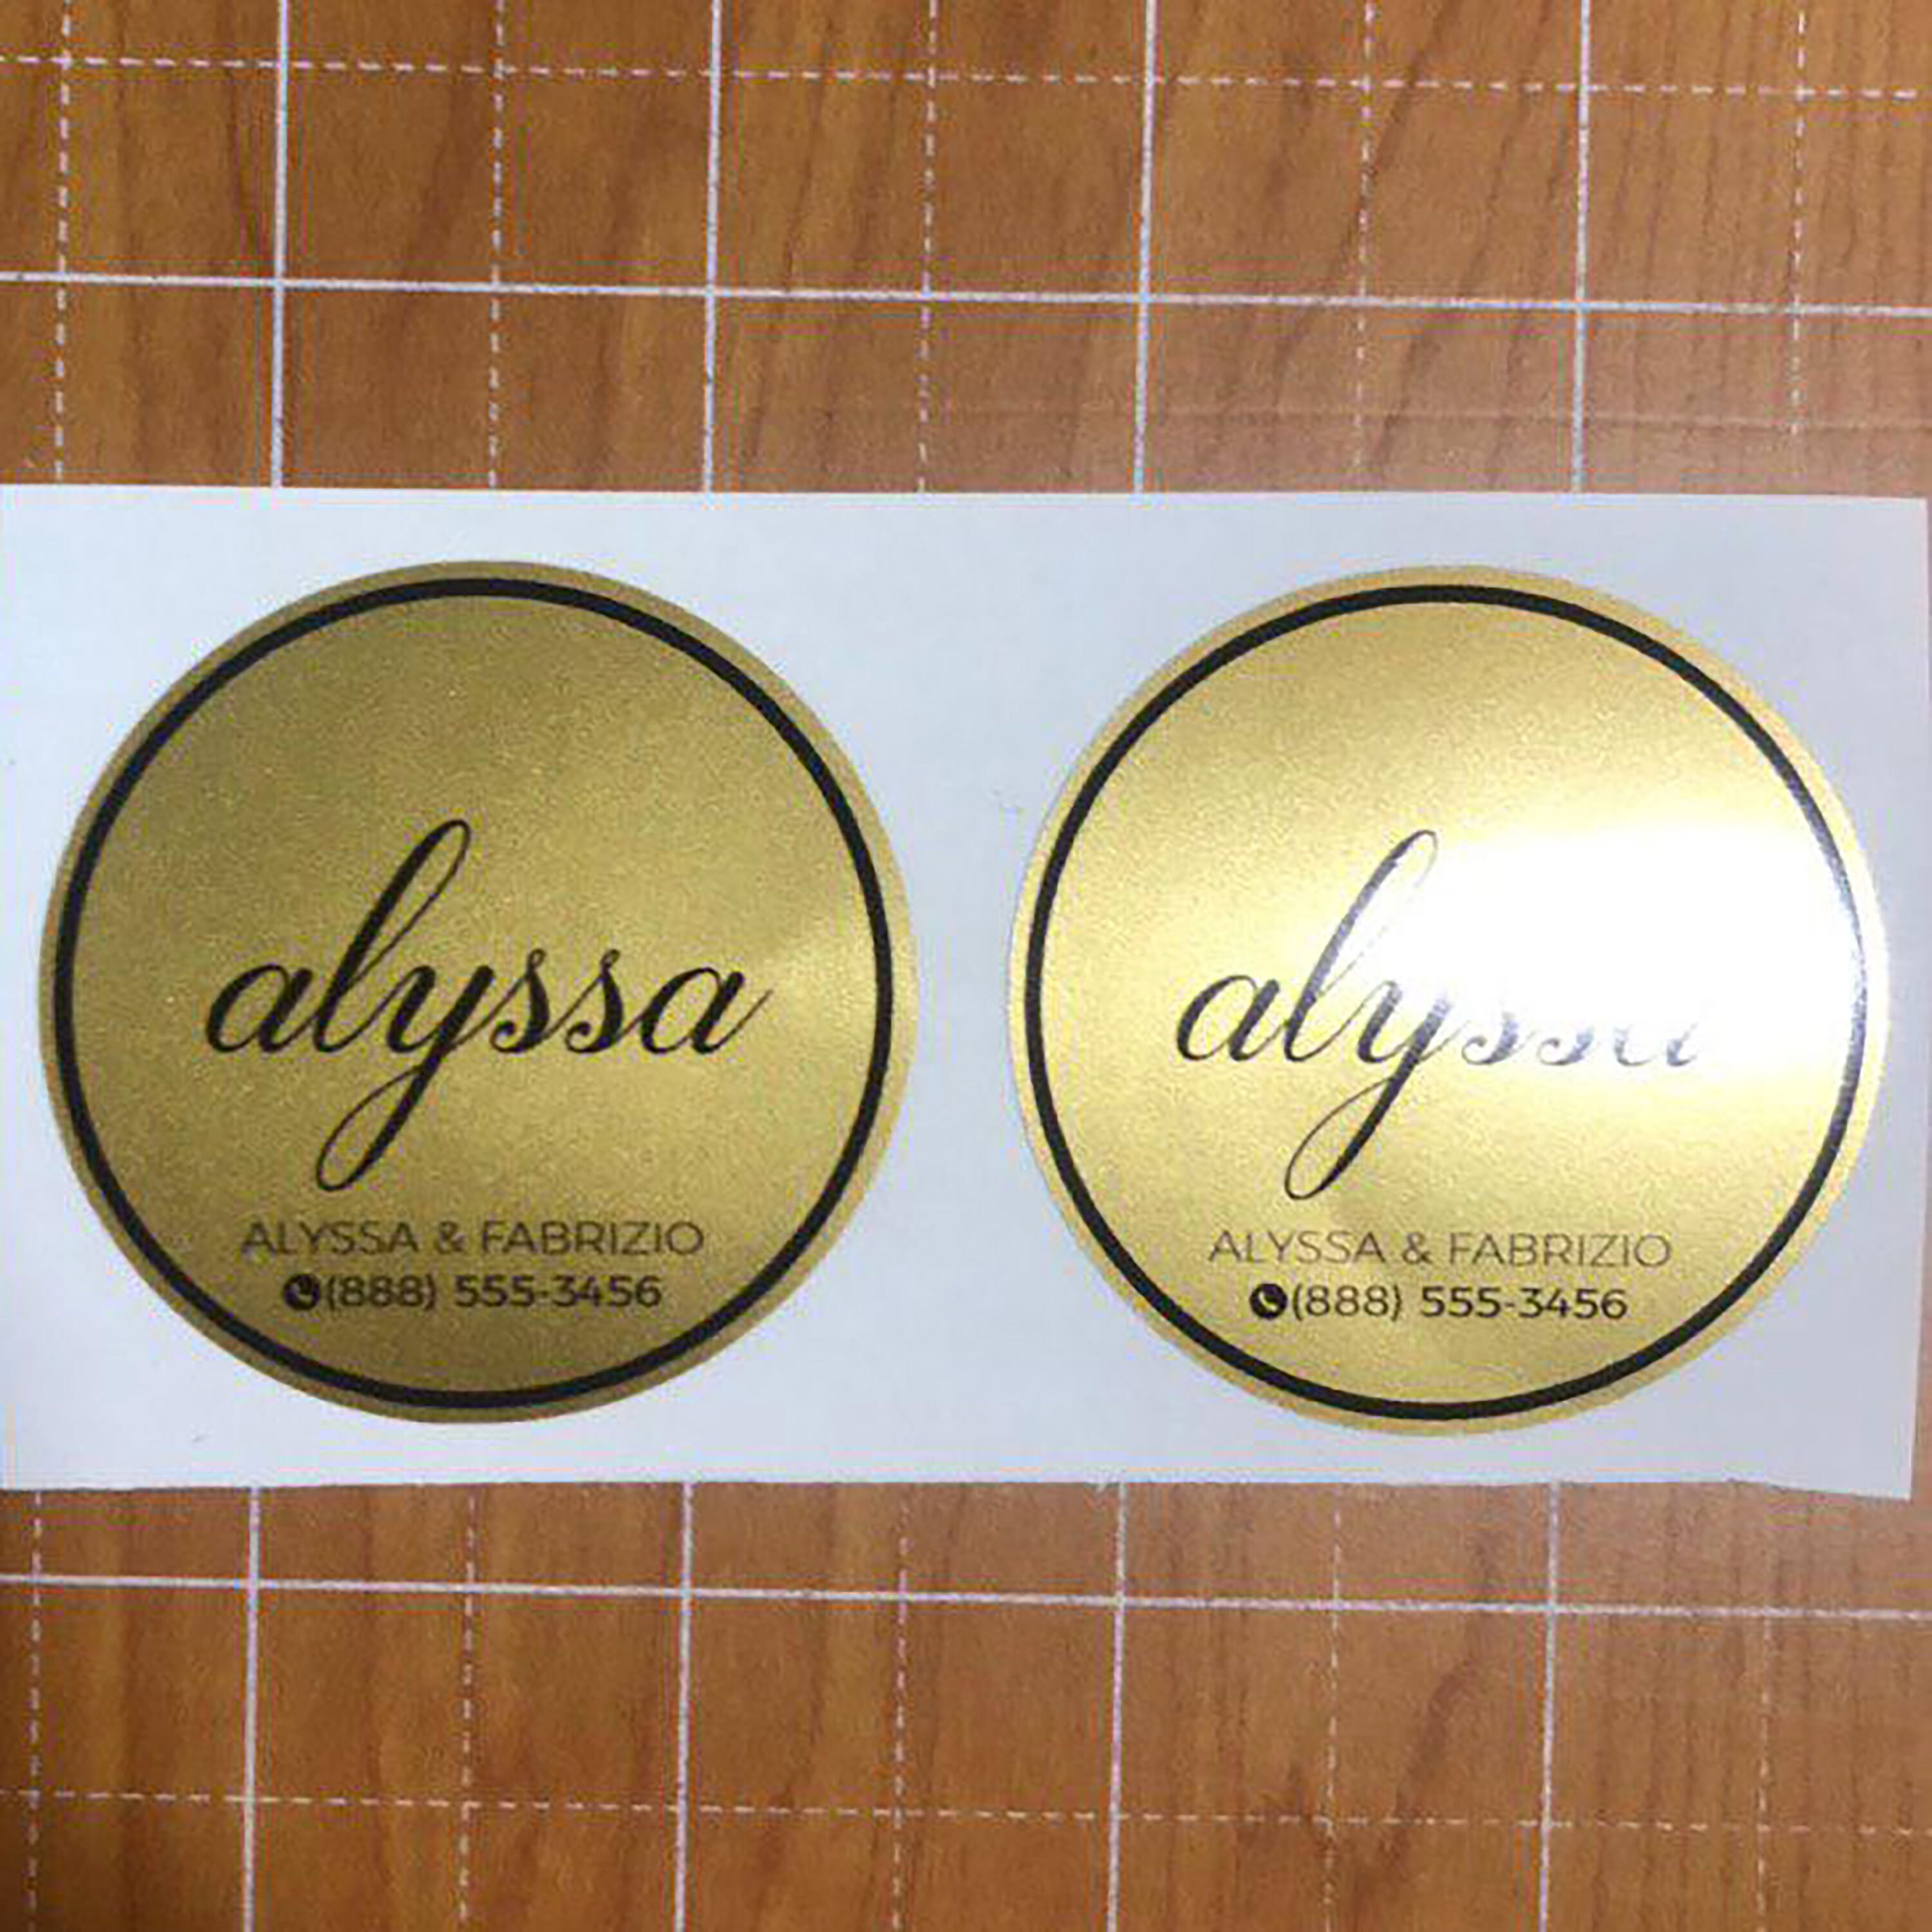 alyssa
ALYSSA & FABRIZIO
(888) 555-3456
alyssa
ALYSSA & FABRIZIO
(888) 555-3456